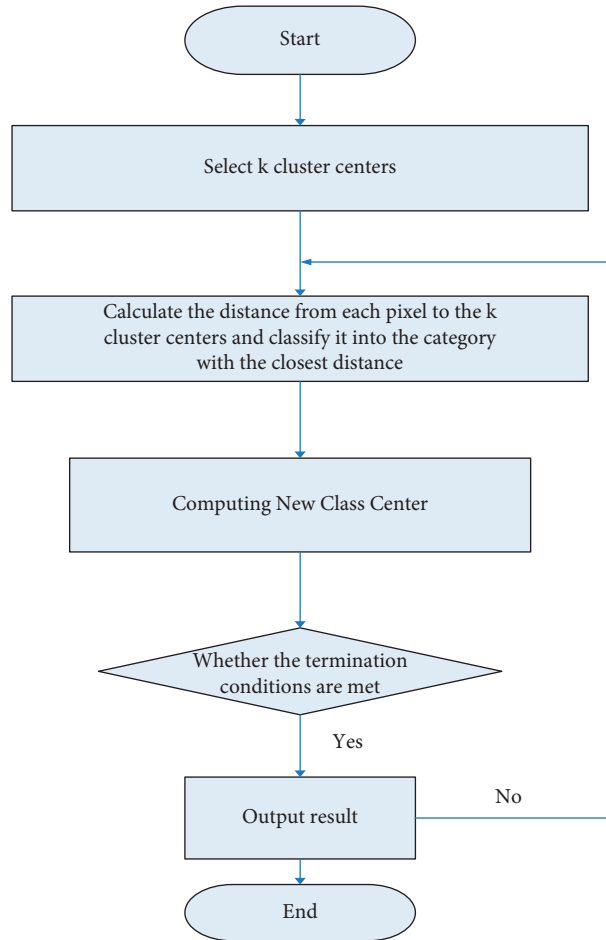 Start
Select k cluster centers
Calculate the distance from each pixel to the k
cluster centers and classify it into the category
with the closest distance
Computing New Class Center
Whether the termination
conditions are met
Yes
No
Output result
End